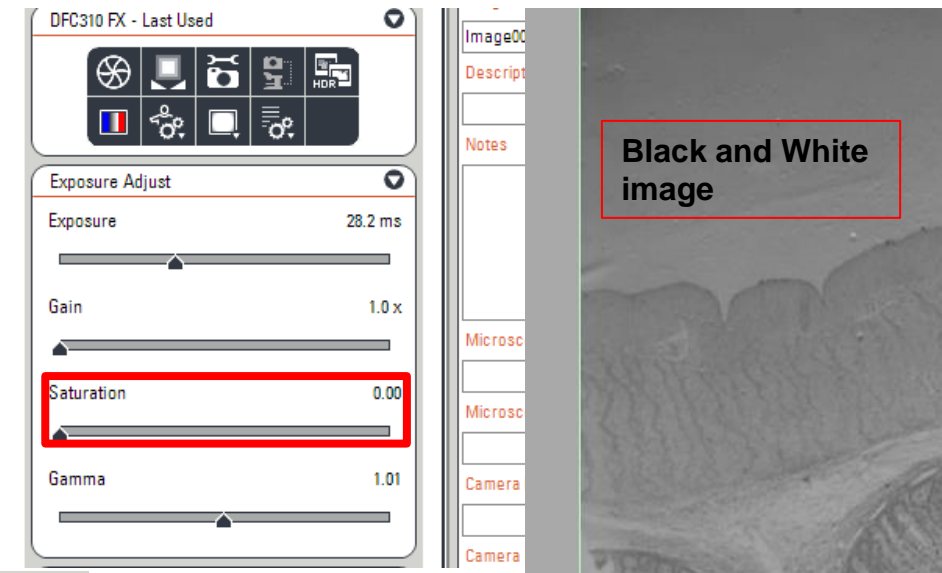 DFC310 FX - Last Used
HDR
Exposure Adjust
Exposure 28.2 ms
Gain 1.0 x
Saturation 0.00
Gamma 1.01
Image00
Descript
Notes
Microsc
Microsc
Camera
Camera
Black and White
image